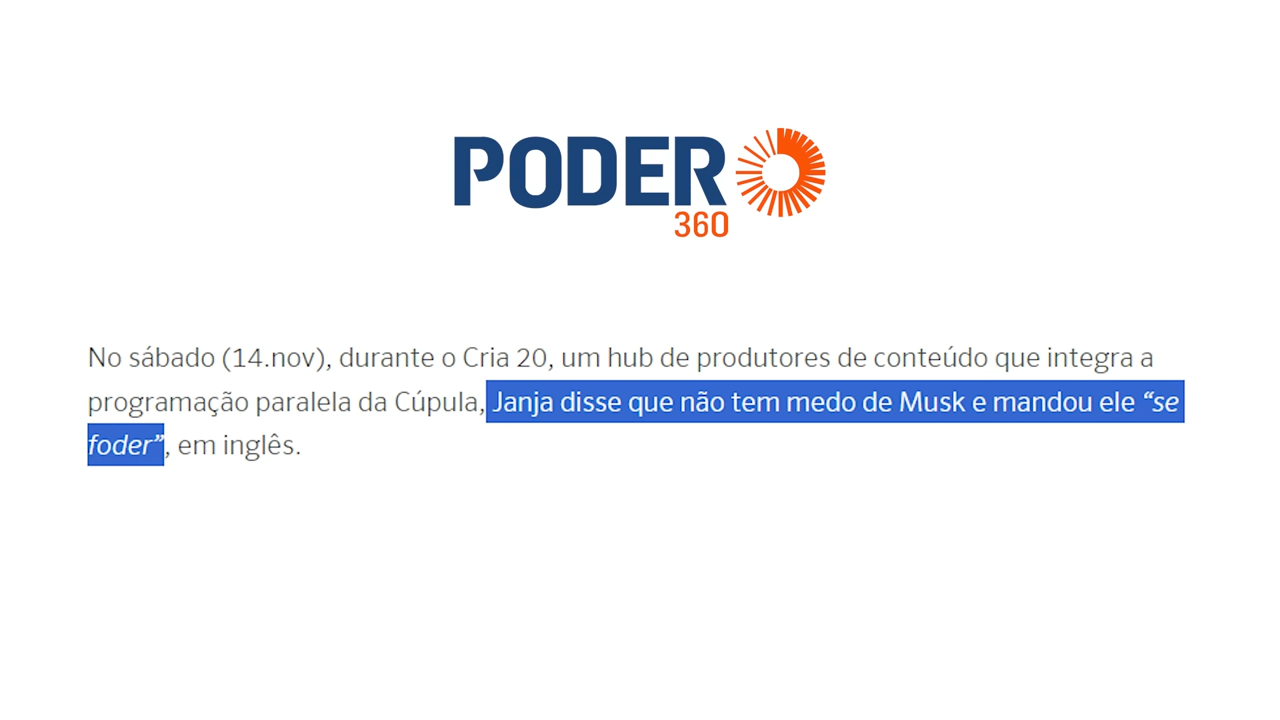 PODER
360
No sábado (14.nov), durante o Cria 20, um hub de produtores de conteúdo que integra a
programação paralela da Cúpula, Janja disse que não tem medo de Musk e mandou ele “se
foder”, em inglês.